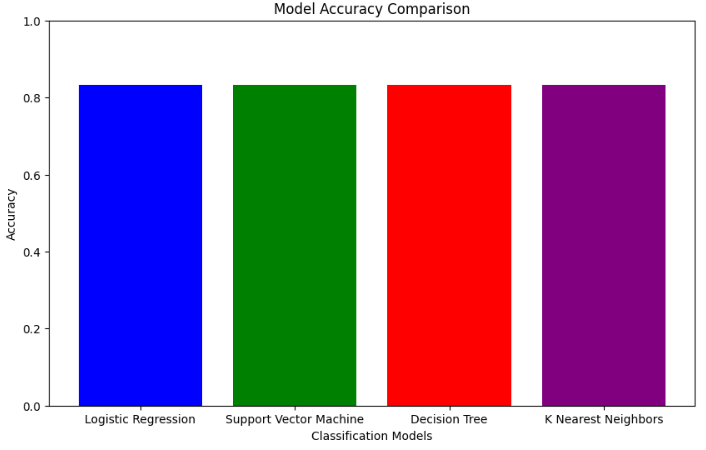 Model Accuracy Comparison
1.0
0.8
0.6
0.4
0.2
0.0
Accuracy
Logistic Regression Support Vector Machine Decision Tree K Nearest Neighbors
Classification Models